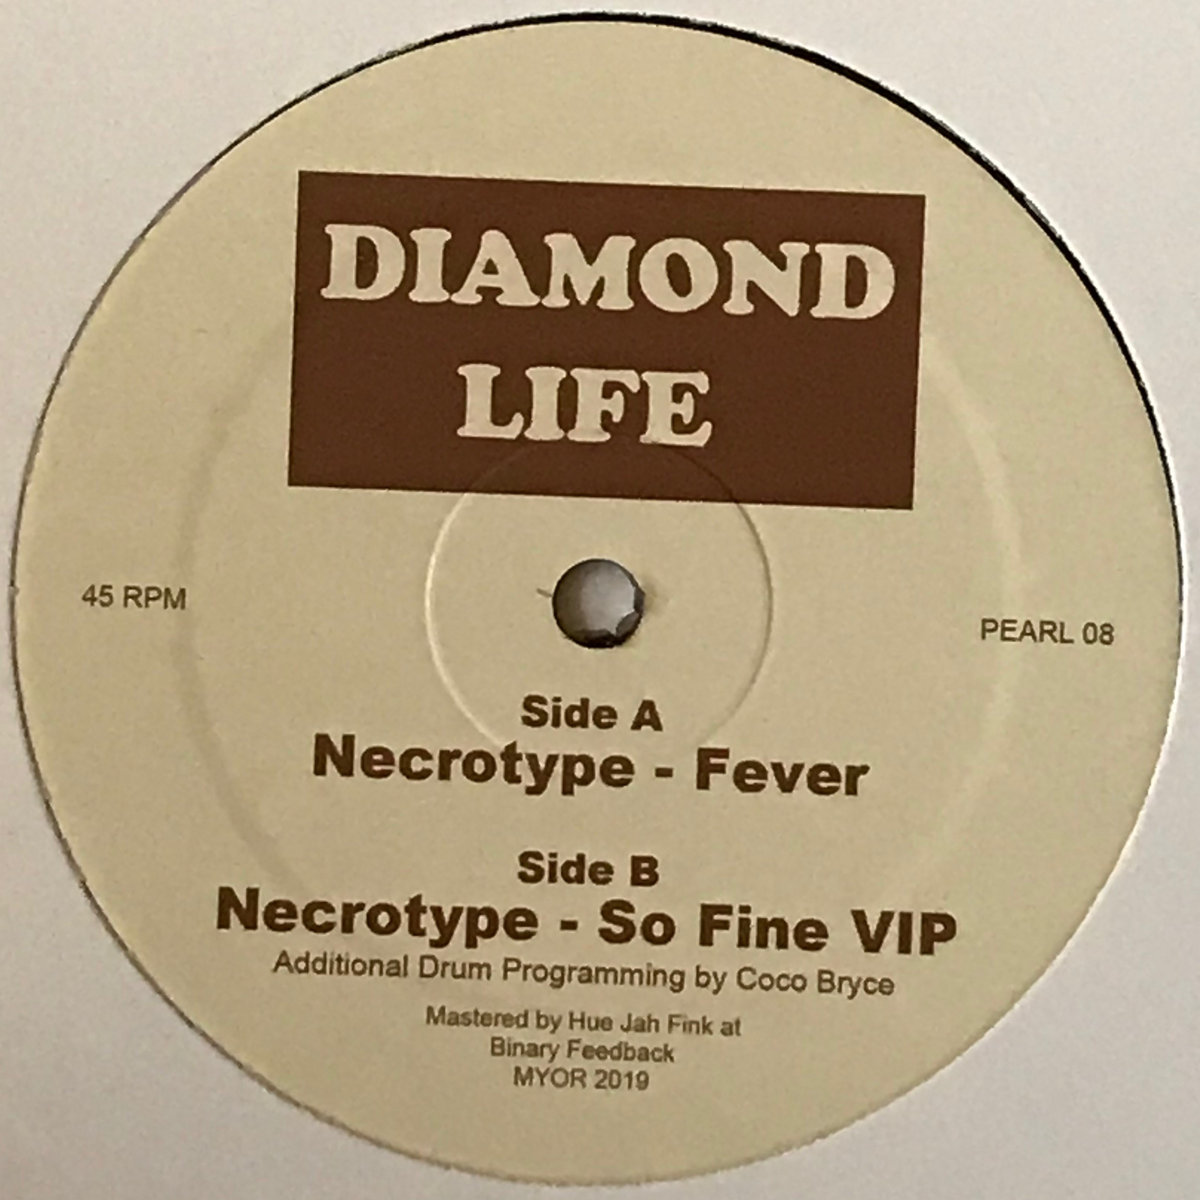 DIAMOND
LIFE
45 RPM
PEARL 08
Side A
Necrotype - Fever
Side B
Necrotype - So Fine VIP
Additional Drum Programming by Coco Bryce
Mastered by Hue Jah Fink at
Binary Feedback
MYOR 2019